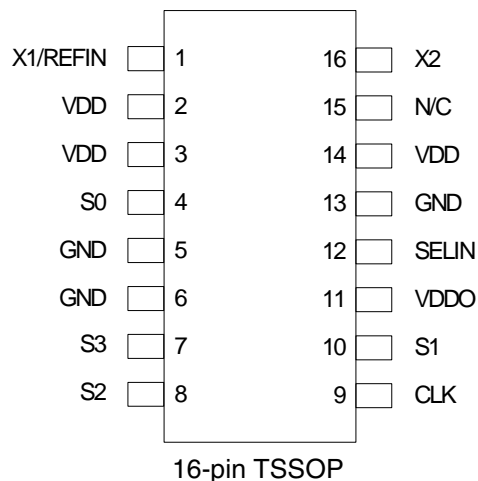 X1/REFIN 1 16 X2
VDD 2 15 N/C
VDD 3 14 VDD
S0 4 13 GND
GND 5 12 SELIN
GND 6 11 VDDO
S3 7 10 S1
S2 8 9 CLK
16-pin TSSOP